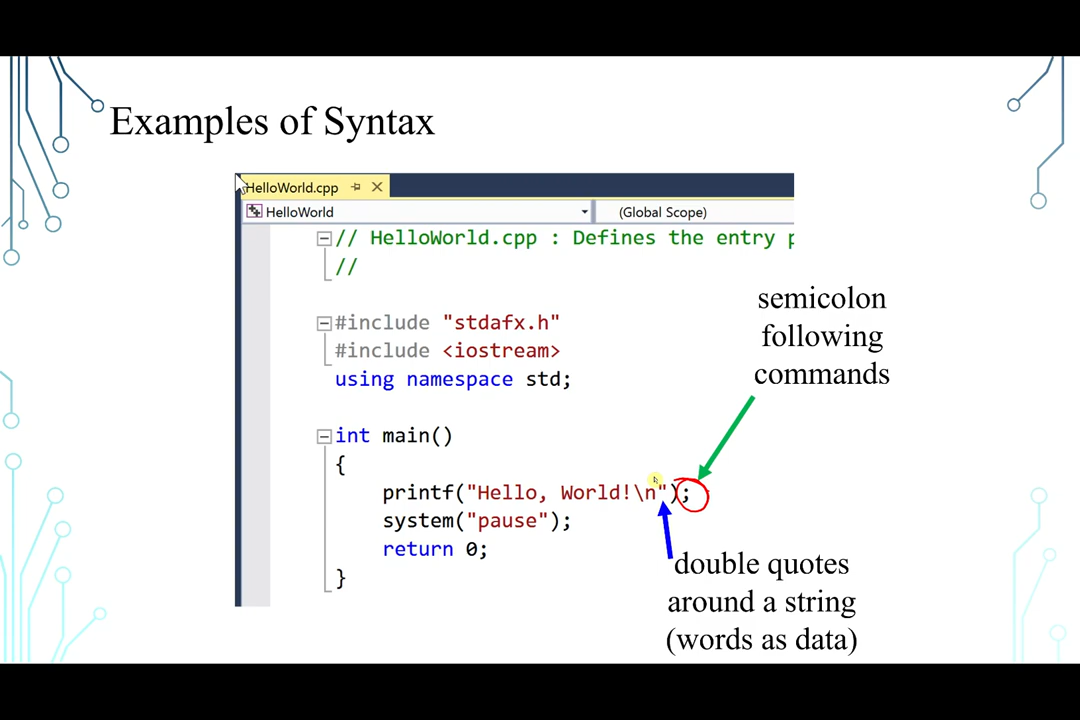 Examples of Syntax
HelloWorld.cpp
HelloWorld (Global Scope)
// HelloWorld.cpp : Defines the entry p
//
#include "stdafx.h"
#include <iostream>
using namespace std;
int main()
{
printf("Hello, World!\n");
system("pause");
return 0;
}
semicolon
following
commands
double quotes
around a string
(words as data)